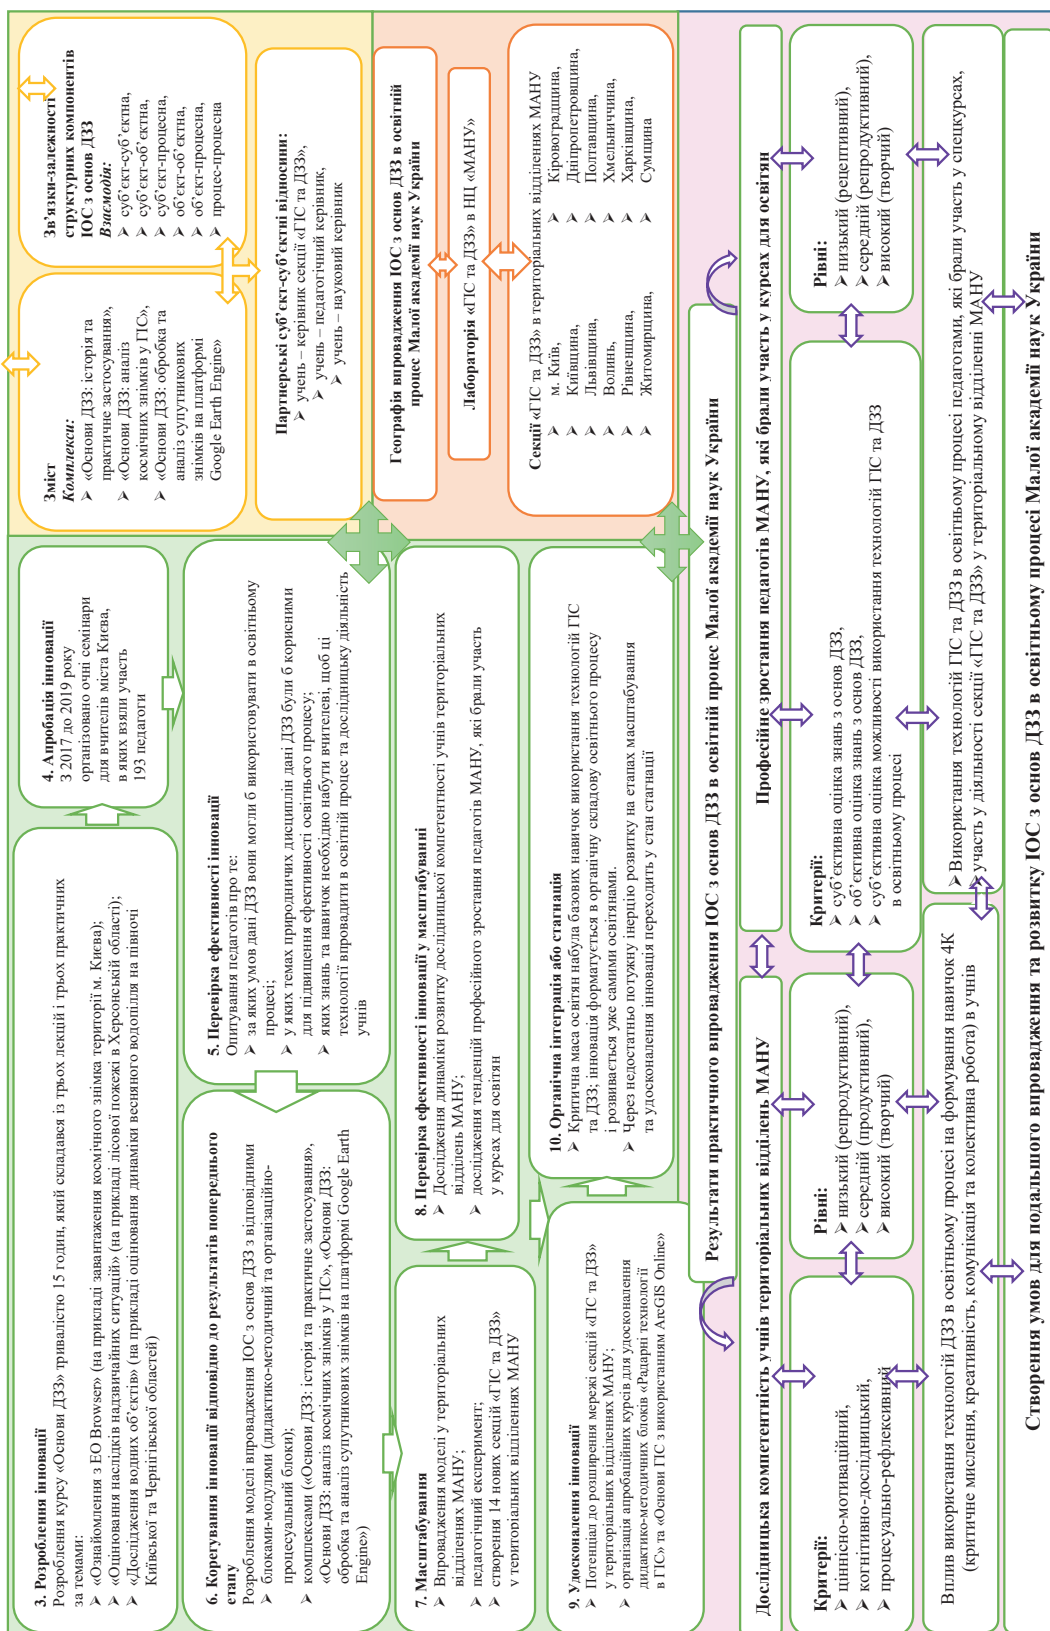 3. Розроблення інновації
Розроблення курсу «Основи ДЗЗ» тривалістю 15 годин, який складався із трьох лекцій і трьох практичних
за темами:
➢ «Ознайомлення з EO Browser» (на прикладі завантаження космічного знімка території м. Києва);
➢ «Оцінювання наслідків надзвичайних ситуацій» (на прикладі лісової пожежі в Херсонській області);
➢ «Дослідження водних об'єктів» (на прикладі оцінювання динаміки весняного водопілля на півночі
Київської та Чернігівської областей)
4. Апробація інновації
З 2017 до 2019 року
організовано очні семінари
для вчителів міста Києва,
в яких взяли участь
193 педагоги
5. Перевірка ефективності інновації
Опитування педагогів про те:
➢ за яких умов дані ДЗЗ вони могли б використовувати в освітньому
процесі;
➢ у яких темах природничих дисциплін дані ДЗЗ були б корисними
для підвищення ефективності освітнього процесу;
➢ яких знань та навичок необхідно набути вчителеві, щоб ці
технології впровадити в освітній процес та дослідницьку діяльність
учнів
6. Корегування інновації відповідно до результатів попереднього
етапу
Розроблення моделі впровадження ІОС з основ ДЗЗ з відповідними
➢ блоками-модулями (дидактико-методичний та організаційно-
процесуальний блоки);
➢ комплексами («Основи ДЗЗ: історія та практичне застосування»,
«Основи ДЗЗ: аналіз космічних знімків у ГІС», «Основи ДЗЗ:
обробка та аналіз супутникових знімків на платформі Google Earth
Engine»)
7. Масштабування
➢ Впровадження моделі у територіальних
відділеннях МАНУ;
➢ педагогічний експеримент;
➢ створення 14 нових секцій «ГІС та ДЗЗ»
у територіальних відділеннях МАНУ
8. Перевірка ефективності інновації у масштабуванні
➢ Дослідження динаміки розвитку дослідницької компетентності учнів територіальних
відділень МАНУ;
➢ дослідження тенденцій професійного зростання педагогів МАНУ, які брали участь
у курсах для освітян
9. Удосконалення інновації
➢ Потенціал до розширення мережі секцій «ГІС та ДЗЗ»
у територіальних відділеннях МАНУ;
➢ організація апробаційних курсів для удосконалення
дидактико-методичних блоків «Радарні технології
в ГІС» та «Основи ГІС з використанням ArcGIS Online»
10. Органічна інтеграція або стагнація
➢ Критична маса освітян набула базових навичок використання технологій ГІС
та ДЗЗ; інновація форматується в органічну складову освітнього процесу
і розвивається уже самими освітянами.
➢ Через недостатньо потужну інерцію розвитку на етапах масштабування
та удосконалення інновація переходить у стан стагнації
Зміст
Комплекси:
➢ «Основи ДЗЗ: історія та
практичне застосування»,
➢ «Основи ДЗЗ: аналіз
космічних знімків у ГІС»,
➢ «Основи ДЗЗ: обробка та
аналіз супутникових
знімків на платформі
Google Earth Engine»
Зв'язки-залежності
структурних компонентів
ІОС з основ ДЗЗ
Взаємодія:
➢ суб'єкт-суб'єктна,
➢ суб'єкт-об'єктна,
➢ суб'єкт-процесна,
➢ об'єкт-об'єктна,
➢ об'єкт-процесна,
➢ процес-процесна
Партнерські суб'єкт-суб'єктні відносини:
➢ учень – керівник секції «ГІС та ДЗЗ»,
➢ учень – педагогічний керівник,
➢ учень – науковий керівник
Географія впровадження ІОС з основ ДЗЗ в освітній
процес Малої академії наук України
Лабораторія «ГІС та ДЗЗ» в НЦ «МАНУ»
Секції «ГІС та ДЗЗ» в територіальних відділеннях МАНУ
➢ м. Київ,
➢ Київщина,
➢ Львівщина,
➢ Волинь,
➢ Рівненщина,
➢ Житомирщина,
➢ Кіровоградщина,
➢ Дніпропетровщина,
➢ Полтавщина,
➢ Хмельниччина,
➢ Харківщина,
➢ Сумщина
Результати практичного впровадження ІОС з основ ДЗЗ в освітній процес Малої академії наук України
Дослідницька компетентність учнів територіальних відділень МАНУ
Критерії:
➢ ціннісно-мотиваційний,
➢ когнітивно-дослідницький,
➢ процесуально-рефлексивний
Рівні:
➢ низький (репродуктивний),
➢ середній (продуктивний),
➢ високий (творчий)
Вплив використання технологій ДЗЗ в освітньому процесі на формування навичок 4К
(критичне мислення, креативність, комунікація та колективна робота) в учнів
Професійне зростання педагогів МАНУ, які брали участь у курсах для освітян
Критерії:
➢ суб'єктивна оцінка знань з основ ДЗЗ,
➢ об'єктивна оцінка знань з основ ДЗЗ,
➢ суб'єктивна оцінка можливості використання технологій ГІС та ДЗЗ
в освітньому процесі
Рівні:
➢ низький (рецептивний),
➢ середній (репродуктивний),
➢ високий (творчий)
➢ Використання технологій ГІС та ДЗЗ в освітньому процесі педагогами, які брали участь у спецкурсах,
➢ участь у діяльності секції «ГІС та ДЗЗ» у територіальному відділенні МАНУ
Створення умов для подальшого впровадження та розвитку ІОС з основ ДЗЗ в освітньому процесі Малої академії наук України